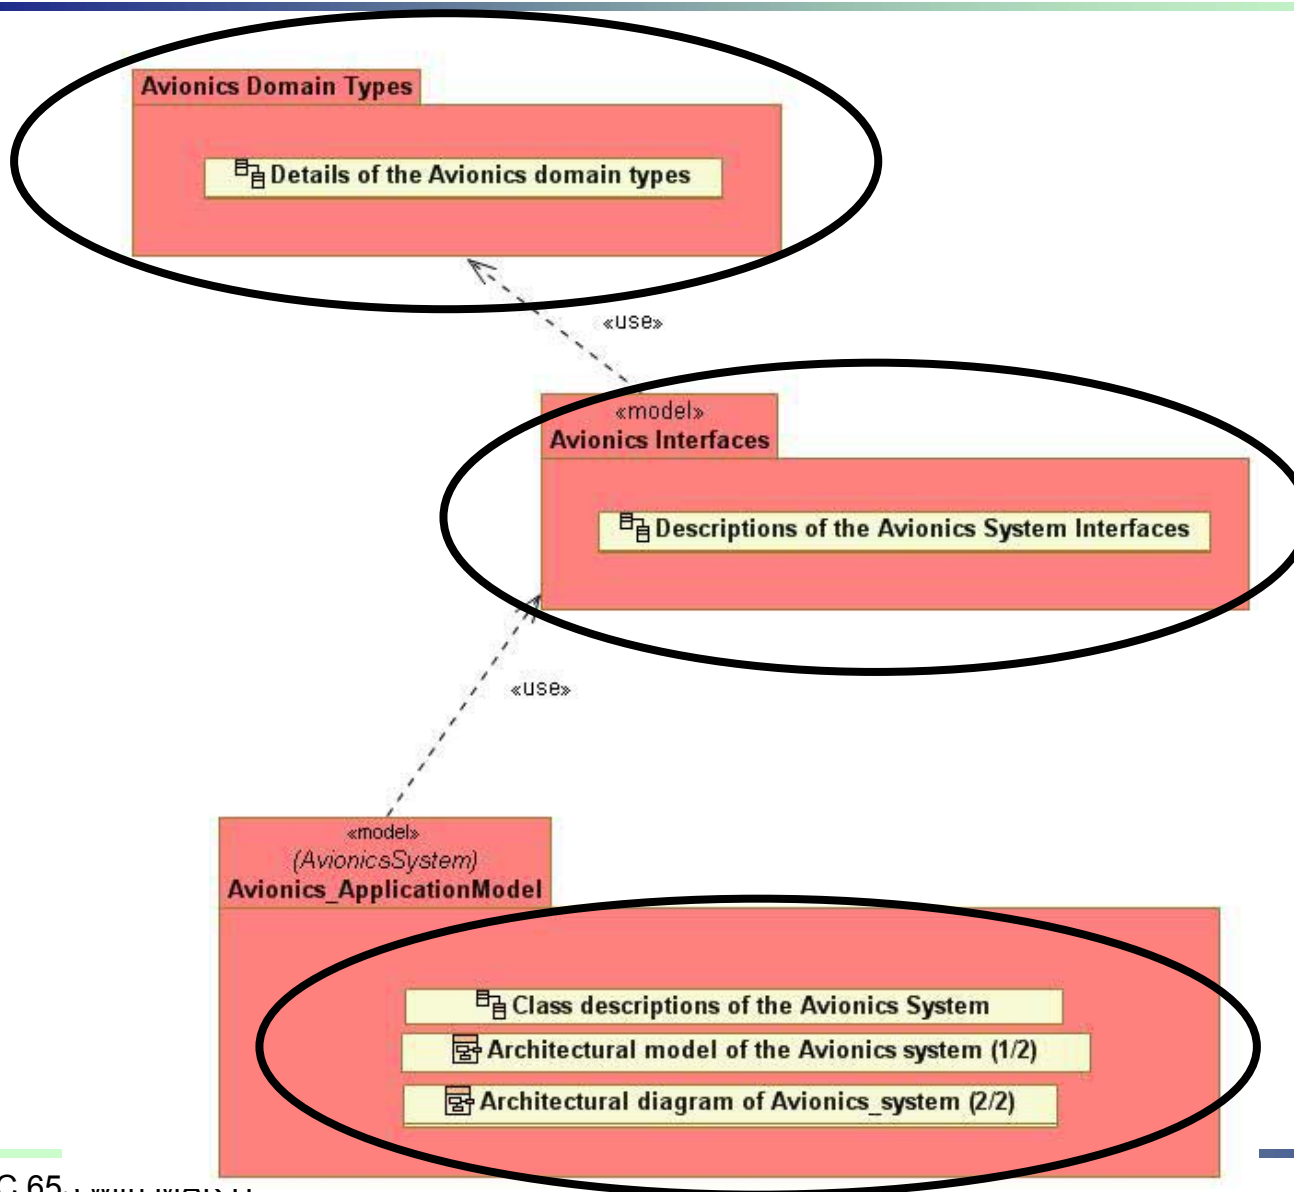 Avionics Domain Types
Details of the Avionics domain types
«use»
«model»
Avionics Interfaces
Descriptions of the Avionics System Interfaces
«use»
«model»
(AvionicsSystem)
Avionics_ApplicationModel
Class descriptions of the Avionics System
Architectural model of the Avionics system (1/2)
Architectural diagram of Avionics_system (2/2)
with